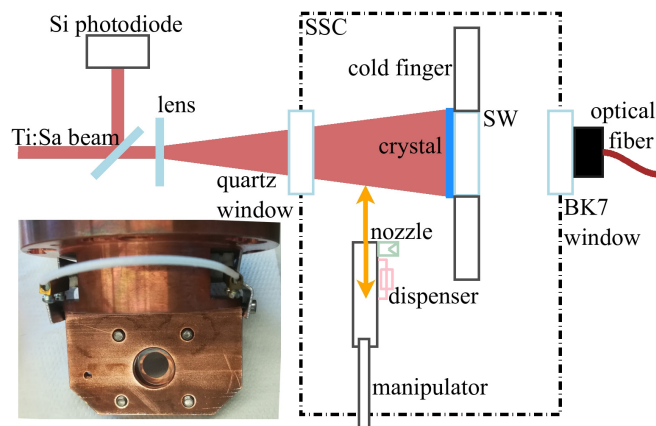 Si photodiode
SSC
cold finger
lens
Ti:Sa beam
SW
optical
fiber
crystal
quartz
window
BK7
window
nozzle
dispenser
manipulator